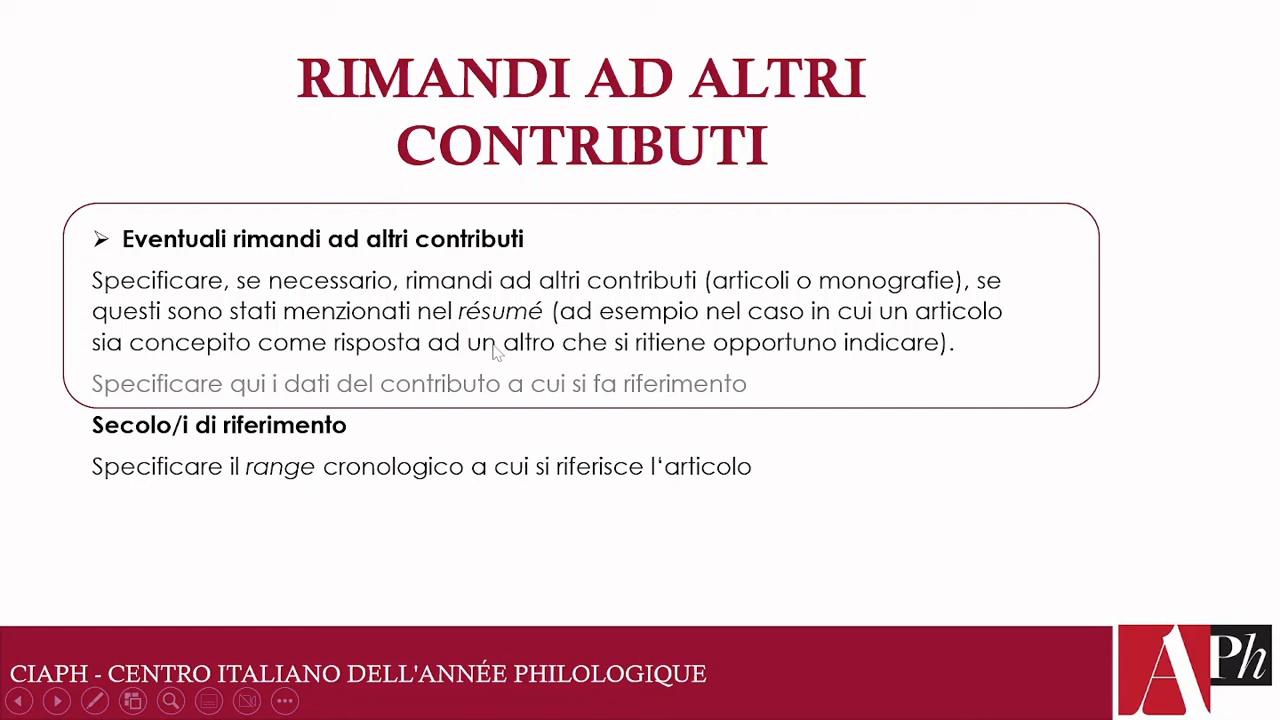 RIMANDI AD ALTRI
CONTRIBUTI
Eventuali rimandi ad altri contributi
Specificare, se necessario, rimandi ad altri contributi (articoli o monografie), se
questi sono stati menzionati nel résumé (ad esempio nel caso in cui un articolo
sia concepito come risposta ad un altro che si ritiene opportuno indicare).
Specificare qui i dati del contributo a cui si fa riferimento
Secolo/i di riferimento
Specificare il range cronologico a cui si riferisce l‘articolo
CIAPH - CENTRO ITALIANO DELL'ANNÉE PHILOLOGIQUE
APh